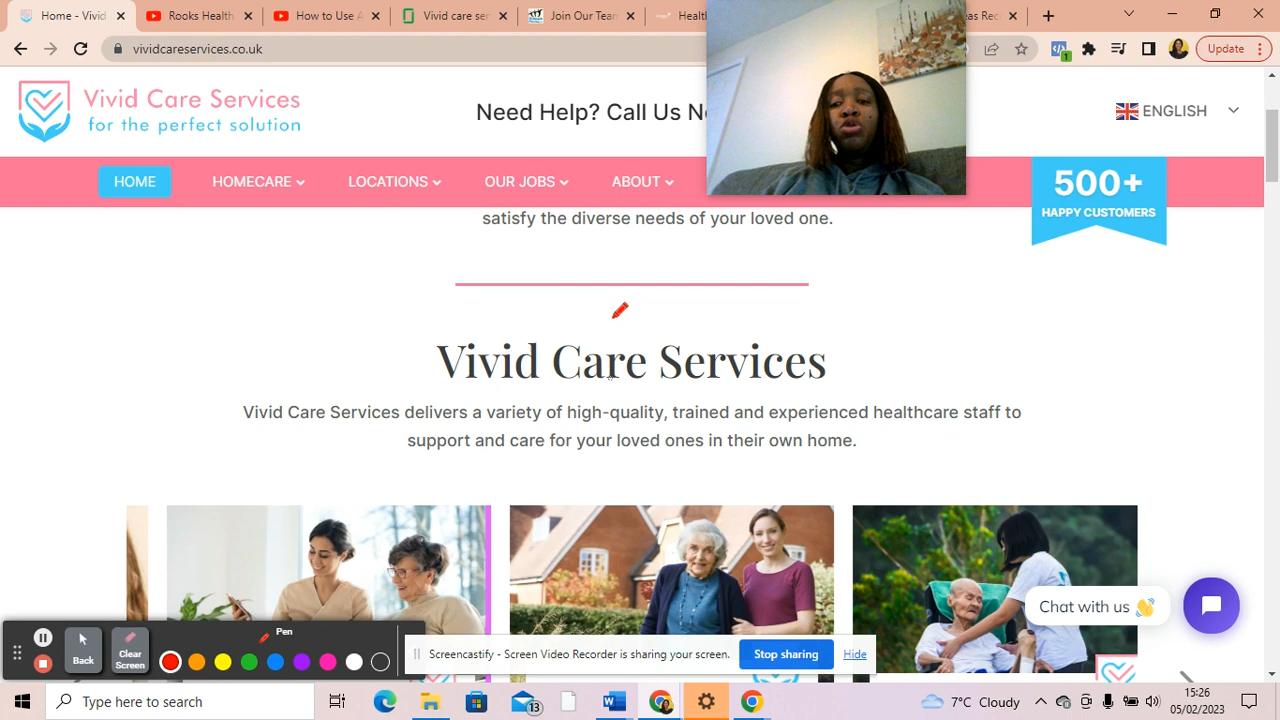 Home - Vivid
Rooks Health
How to Use A
Vivid care ser
Join Our Team
Healt
vividcareservices.co.uk
Update
Vivid Care Services
for the perfect solution
Need Help? Call Us
ENGLISH
HOME
HOMECARE
LOCATIONS
OUR JOBS
ABOUT
500+
HAPPY CUSTOMERS
satisfy the diverse needs of your loved one.
Vivid Care Services
Vivid Care Services delivers a variety of high-quality, trained and experienced healthcare staff to
support and care for your loved ones in their own home.
Chat with us 👋
Back
Clear
Screen
Pen
Screencastify - Screen Video Recorder is sharing your screen.
Stop sharing
Hide
Type here to search
13
7°C Cloudy
15:26
05/02/2023